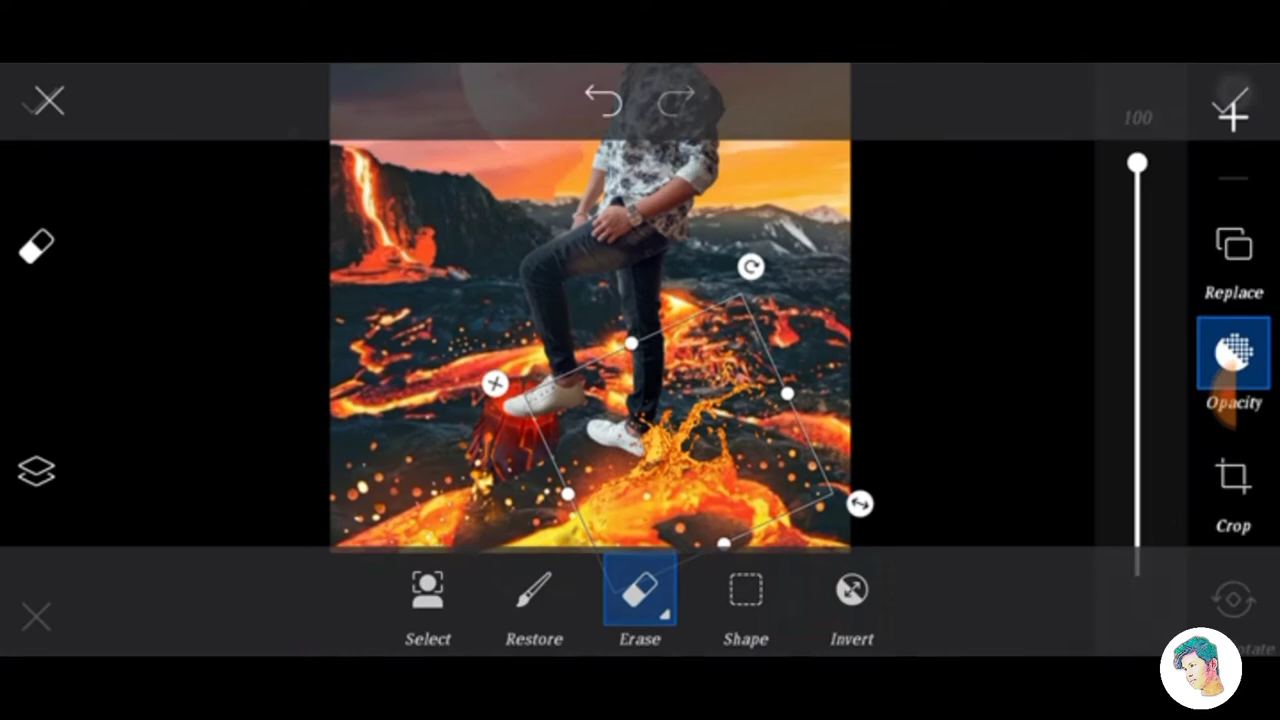 100
Replace
Opacity
Crop
Select
Restore
Erase
Shape
Invert